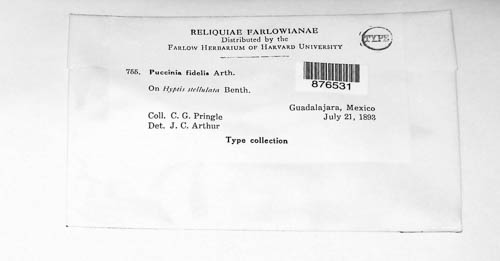 RELIQUIAE FARLOWIANAE
Distributed by the
FARLOW HERBARIUM OF HARVARD UNIVERSITY
TYPE
755. Puccinia fidelis Arth.
876531
On Hyptis stellulata Benth.
Guadalajara, Mexico
Coll. C. G. Pringle
July 21, 1893
Det. J. C. Arthur
Type collection